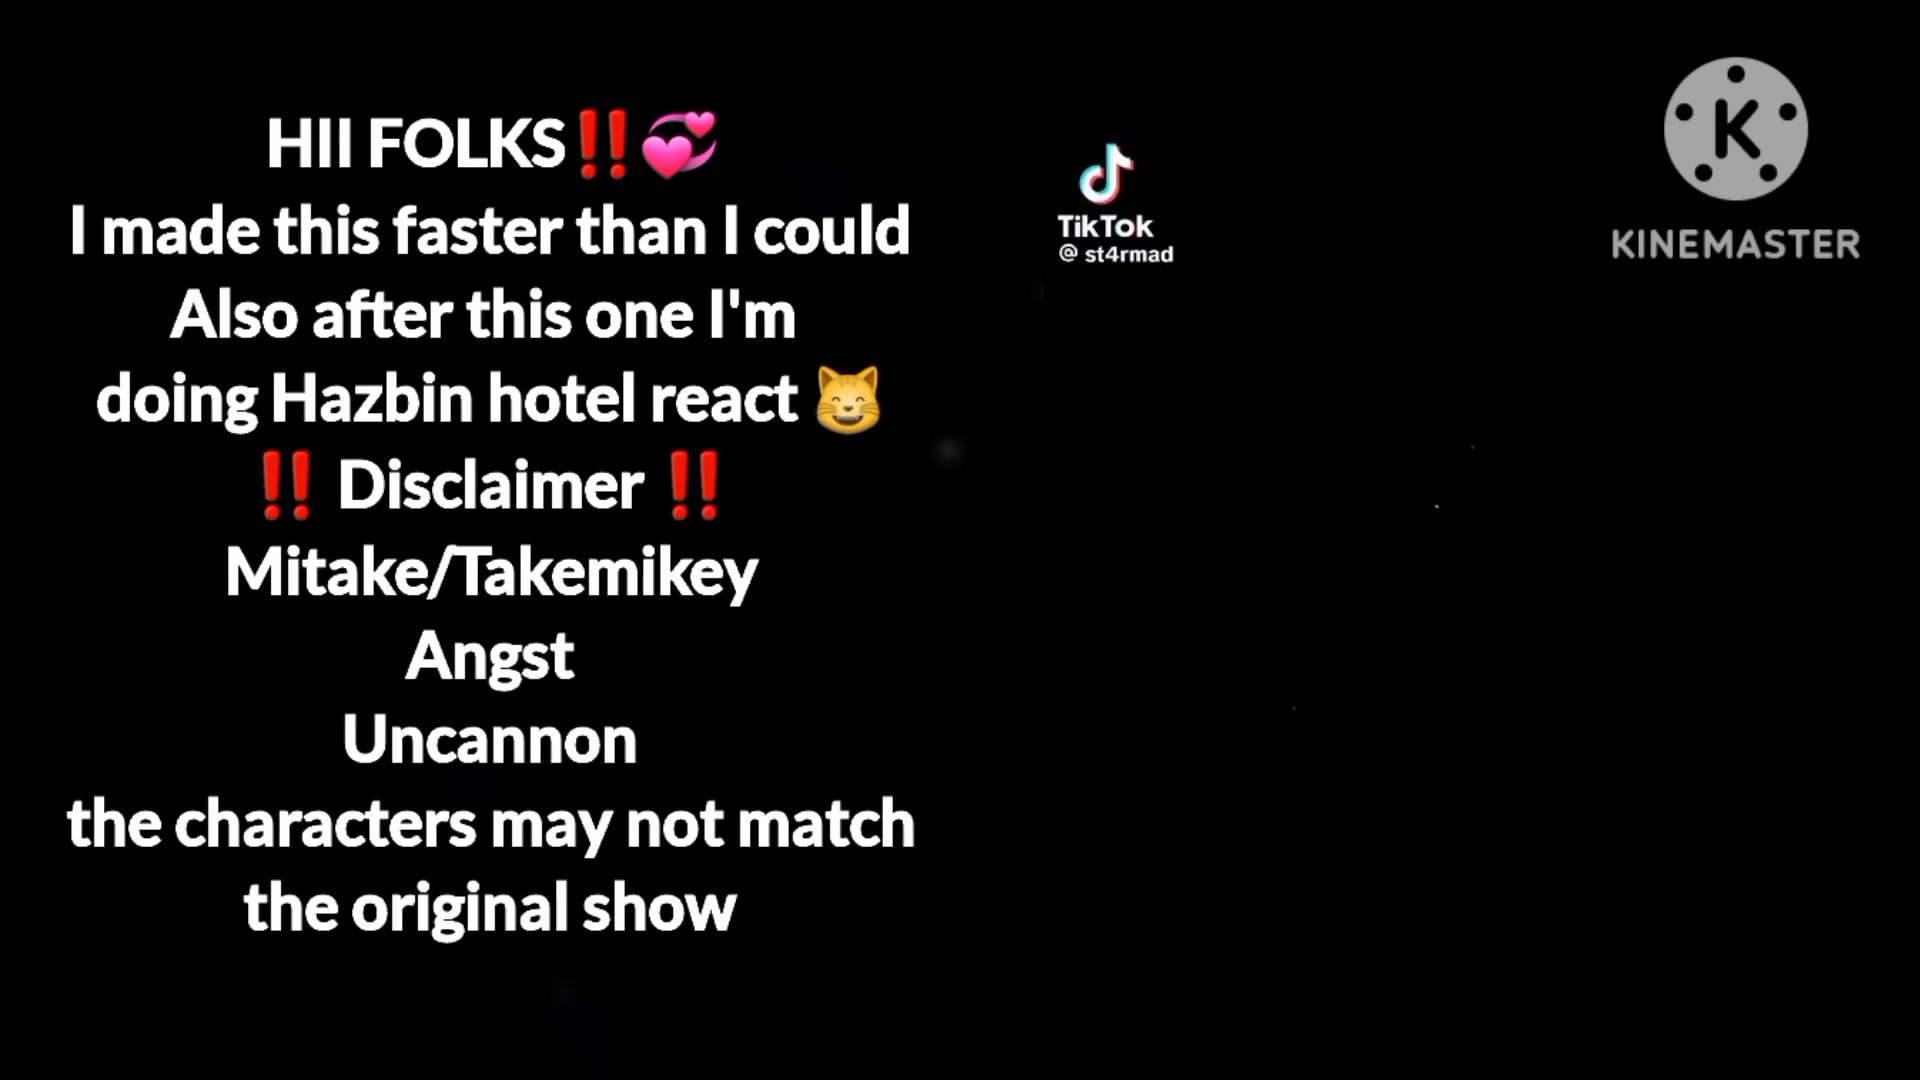 HII FOLKS‼️💞
I made this faster than I could
Also after this one I'm
doing Hazbin hotel react 😸
‼️ Disclaimer ‼️
Mitake/Takemikey
Angst
Uncannon
the characters may not match
the original show
TikTok
@ st4rmad
K
KINEMASTER